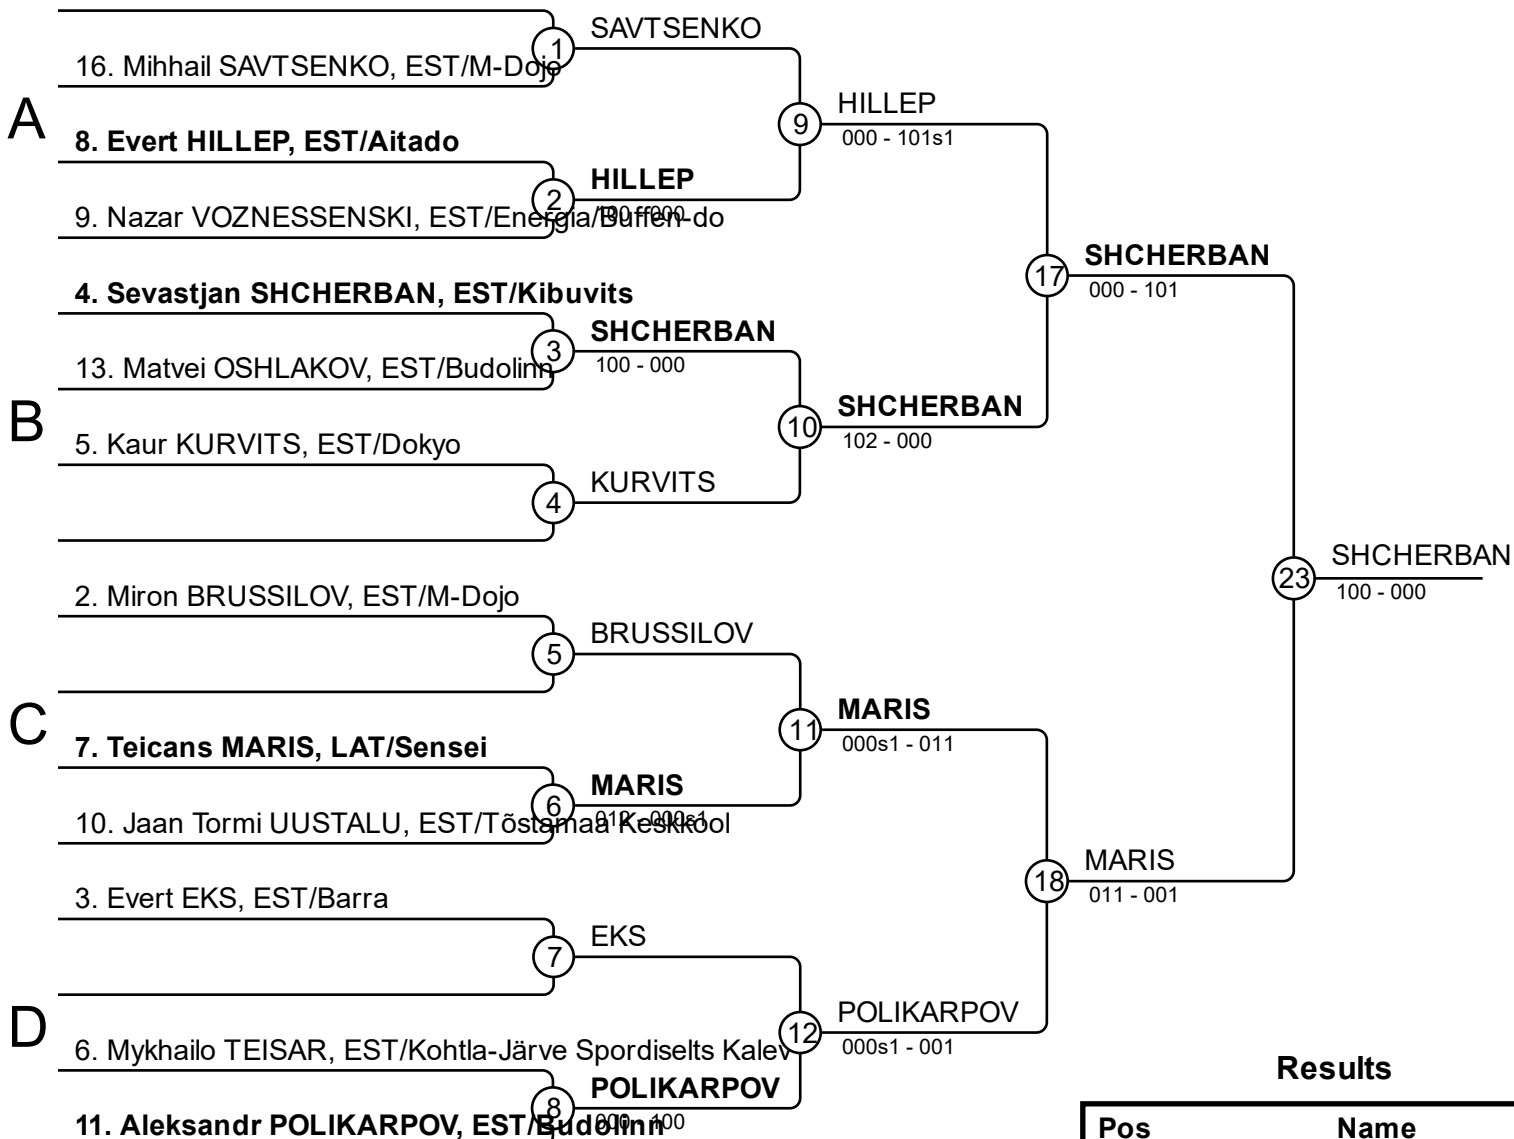 SAVTSENKO
1
16. Mihhail SAVTSENKO, EST/M-Dojo
A
HILLEP
9
000 - 101s1
8. Evert HILLEP, EST/Aitado
HILLEP
2
100 - 000
9. Nazar VOZNESSENSKI, EST/Energia/Buffen-do
SHCHERBAN
17
000 - 101
4. Sevastjan SHCHERBAN, EST/Kibuvits
SHCHERBAN
3
100 - 000
13. Matvei OSHLAKOV, EST/Budolinn
B
SHCHERBAN
10
102 - 000
5. Kaur KURVITS, EST/Dokyo
KURVITS
4
SHCHERBAN
23
100 - 000
2. Miron BRUSSILOV, EST/M-Dojo
BRUSSILOV
5
C
MARIS
11
000s1 - 011
7. Teicans MARIS, LAT/Sensei
MARIS
6
012 - 000s1
10. Jaan Tormi UUSTALU, EST/Tõstamaa Keskkool
MARIS
18
011 - 001
3. Evert EKS, EST/Barra
EKS
7
D
POLIKARPOV
12
000s1 - 001
6. Mykhailo TEISAR, EST/Kohtla-Järve Spordiselts Kalev
POLIKARPOV
8
000 - 100
11. Aleksandr POLIKARPOV, EST/Budolinn
Results
Pos Name